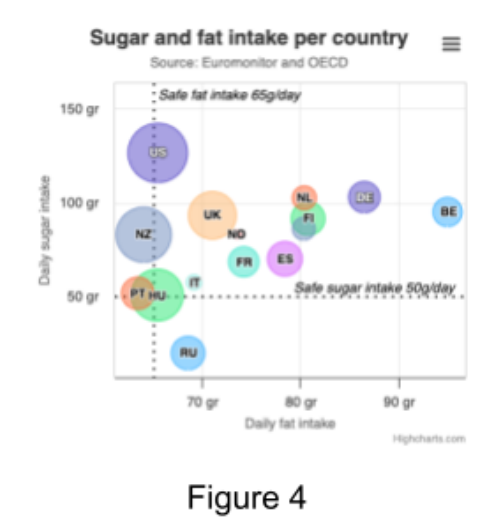 Sugar and fat intake per country
Source: Euromonitor and OECD
Safe fat intake 65g/day
150 gr
US
100 gr
NL
DE
BE
UK
FI
NZ
NO
FR
ES
IT
Safe sugar intake 50g/day
50 gr
PT
HU
RU
70 gr
80 gr
90 gr
Daily sugar intake
Daily fat intake
Highcharts.com
Figure 4